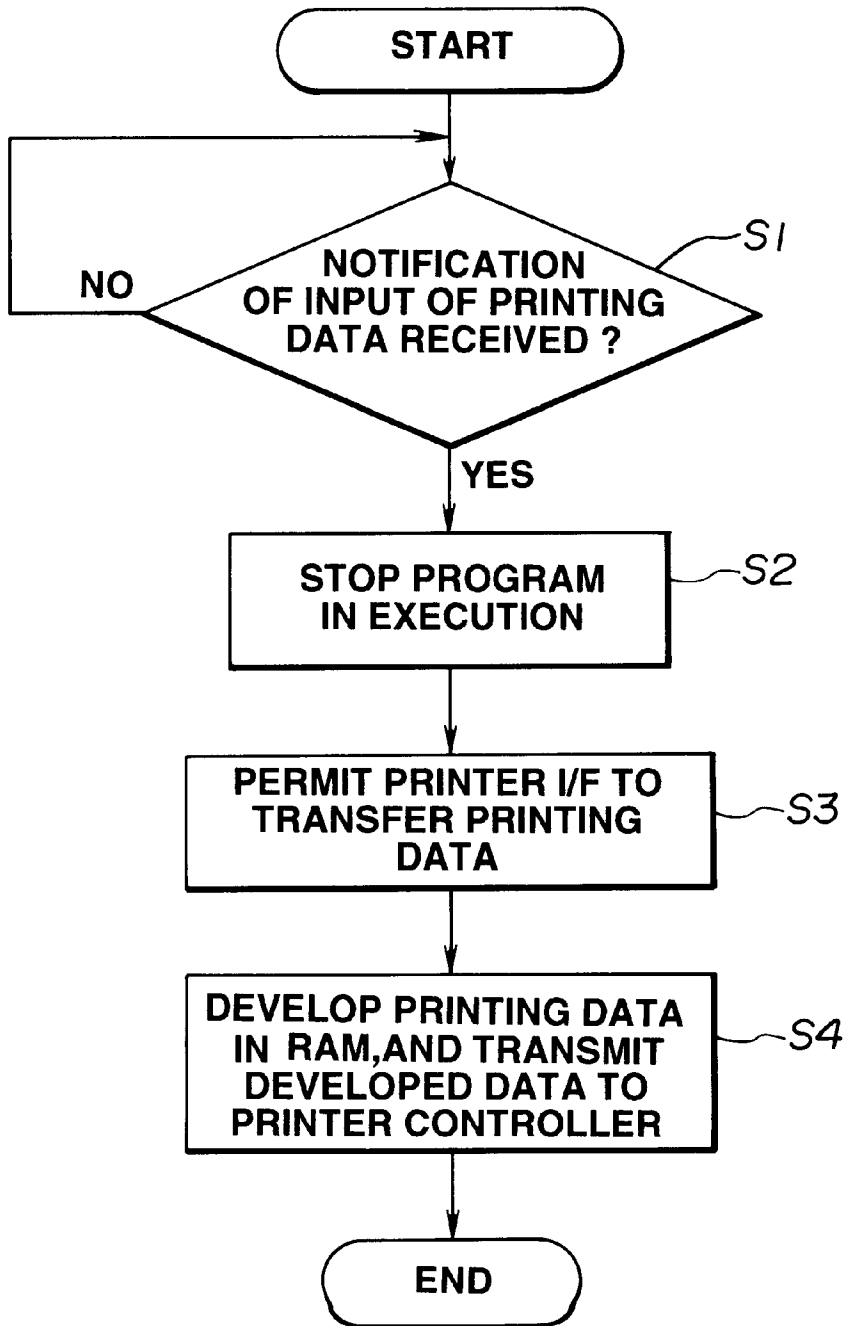 START
NOTIFICATION
OF INPUT OF PRINTING
DATA RECEIVED ?
S1
NO
YES
STOP PROGRAM
IN EXECUTION
S2
PERMIT PRINTER I/F TO
TRANSFER PRINTING
DATA
S3
DEVELOP PRINTING DATA
IN RAM,AND TRANSMIT
DEVELOPED DATA TO
PRINTER CONTROLLER
S4
END